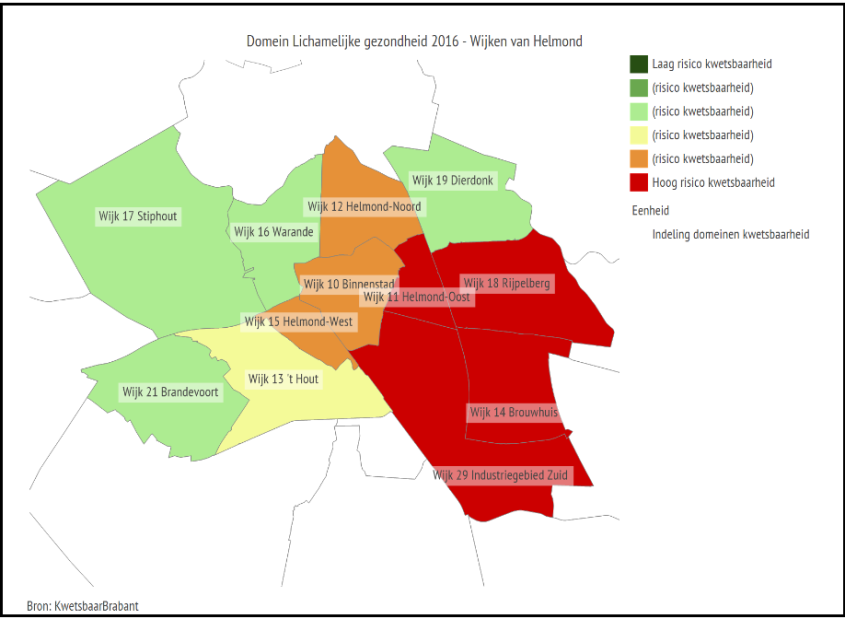 Domein Lichamelijke gezondheid 2016 - Wijken van Helmond
Laag risico kwetsbaarheid
(risico kwetsbaarheid)
(risico kwetsbaarheid)
(risico kwetsbaarheid)
(risico kwetsbaarheid)
Hoog risico kwetsbaarheid
Eenheid
Indeling domeinen kwetsbaarheid
Wijk 19 Dierdonk
Wijk 12 Helmond-Noord
Wijk 17 Stiphout
Wijk 16 Warande
Wijk 10 Binnenstad
Wijk 18 Rijpelberg
Wijk 11 Helmond-Oost
Wijk 15 Helmond-West
Wijk 13 't Hout
Wijk 21 Brandevoort
Wijk 14 Brouwhuis
Wijk 29 Industriegebied Zuid
Bron: KwetsbaarBrabant